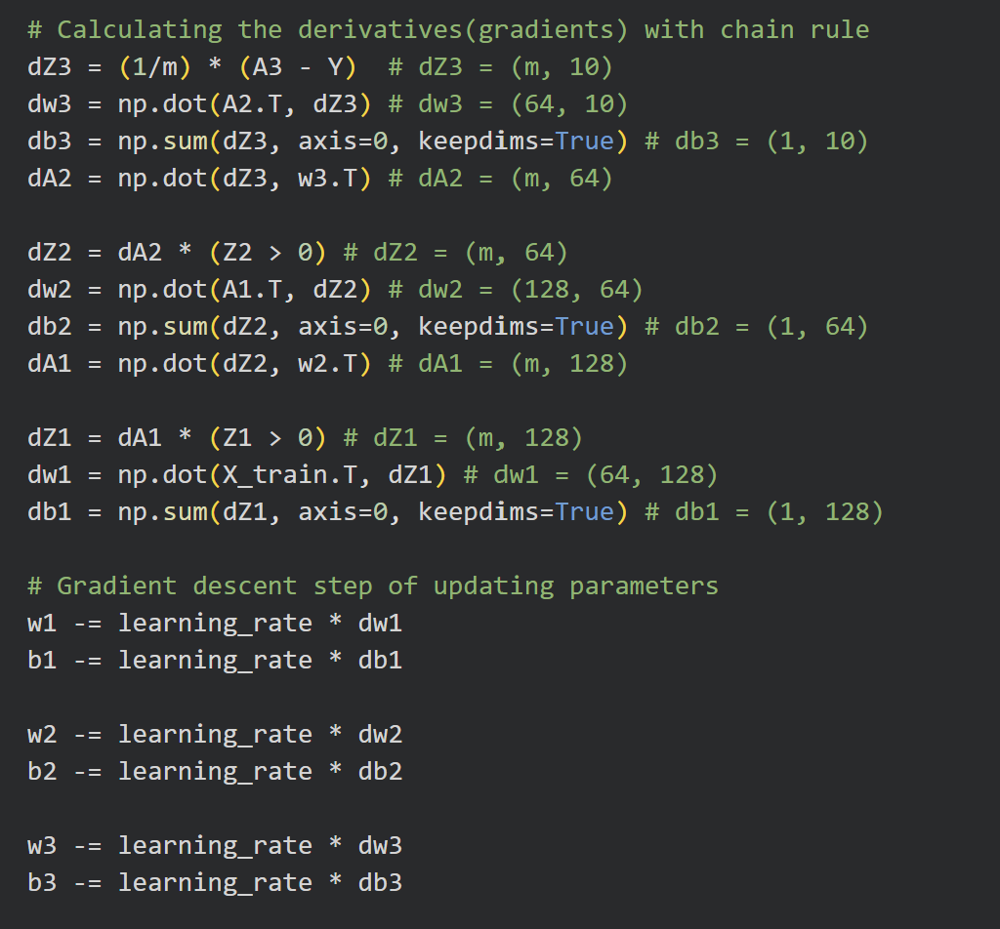 # Calculating the derivatives(gradients) with chain rule
dZ3 = (1/m) * (A3 - Y)  # dZ3 = (m, 10)
dw3 = np.dot(A2.T, dZ3) # dw3 = (64, 10)
db3 = np.sum(dZ3, axis=0, keepdims=True) # db3 = (1, 10)
dA2 = np.dot(dZ3, w3.T) # dA2 = (m, 64)

dZ2 = dA2 * (Z2 > 0) # dZ2 = (m, 64)
dw2 = np.dot(A1.T, dZ2) # dw2 = (128, 64)
db2 = np.sum(dZ2, axis=0, keepdims=True) # db2 = (1, 64)
dA1 = np.dot(dZ2, w2.T) # dA1 = (m, 128)

dZ1 = dA1 * (Z1 > 0) # dZ1 = (m, 128)
dw1 = np.dot(X_train.T, dZ1) # dw1 = (64, 128)
db1 = np.sum(dZ1, axis=0, keepdims=True) # db1 = (1, 128)

# Gradient descent step of updating parameters
w1 -= learning_rate * dw1
b1 -= learning_rate * db1

w2 -= learning_rate * dw2
b2 -= learning_rate * db2

w3 -= learning_rate * dw3
b3 -= learning_rate * db3